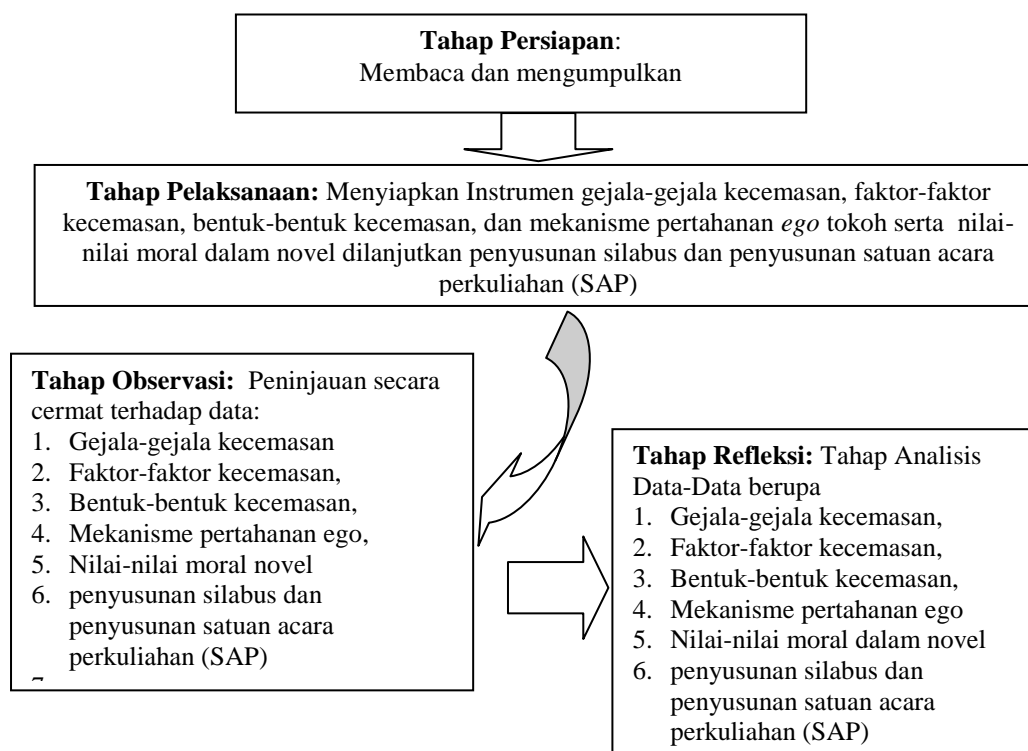 Tahap Persiapan:
Membaca dan mengumpulkan
Tahap Pelaksanaan: Menyiapkan Instrumen gejala-gejala kecemasan, faktor-faktor
kecemasan, bentuk-bentuk kecemasan, dan mekanisme pertahanan ego tokoh serta nilai-
nilai moral dalam novel dilanjutkan penyusunan silabus dan penyusunan satuan acara
perkuliahan (SAP)
Tahap Observasi: Peninjauan secara
cermat terhadap data:
1. Gejala-gejala kecemasan
2. Faktor-faktor kecemasan,
3. Bentuk-bentuk kecemasan,
4. Mekanisme pertahanan ego,
5. Nilai-nilai moral novel
6. penyusunan silabus dan
penyusunan satuan acara
perkuliahan (SAP)
Tahap Refleksi: Tahap Analisis
Data-Data berupa
1. Gejala-gejala kecemasan,
2. Faktor-faktor kecemasan,
3. Bentuk-bentuk kecemasan,
4. Mekanisme pertahanan ego
5. Nilai-nilai moral dalam novel
6. penyusunan silabus dan
penyusunan satuan acara
perkuliahan (SAP)